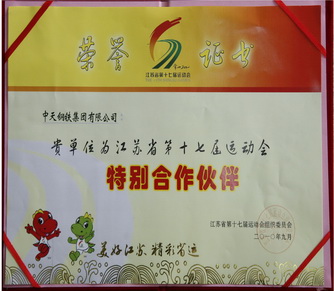 荣誉证书
江苏省第十七届运动会
中天钢铁集团有限公司：
贵单位为江苏省第十七届运动会
特别合作伙伴
江苏省第十七届运动会组织委员会
二〇一〇年九月
美好江苏 精彩省运